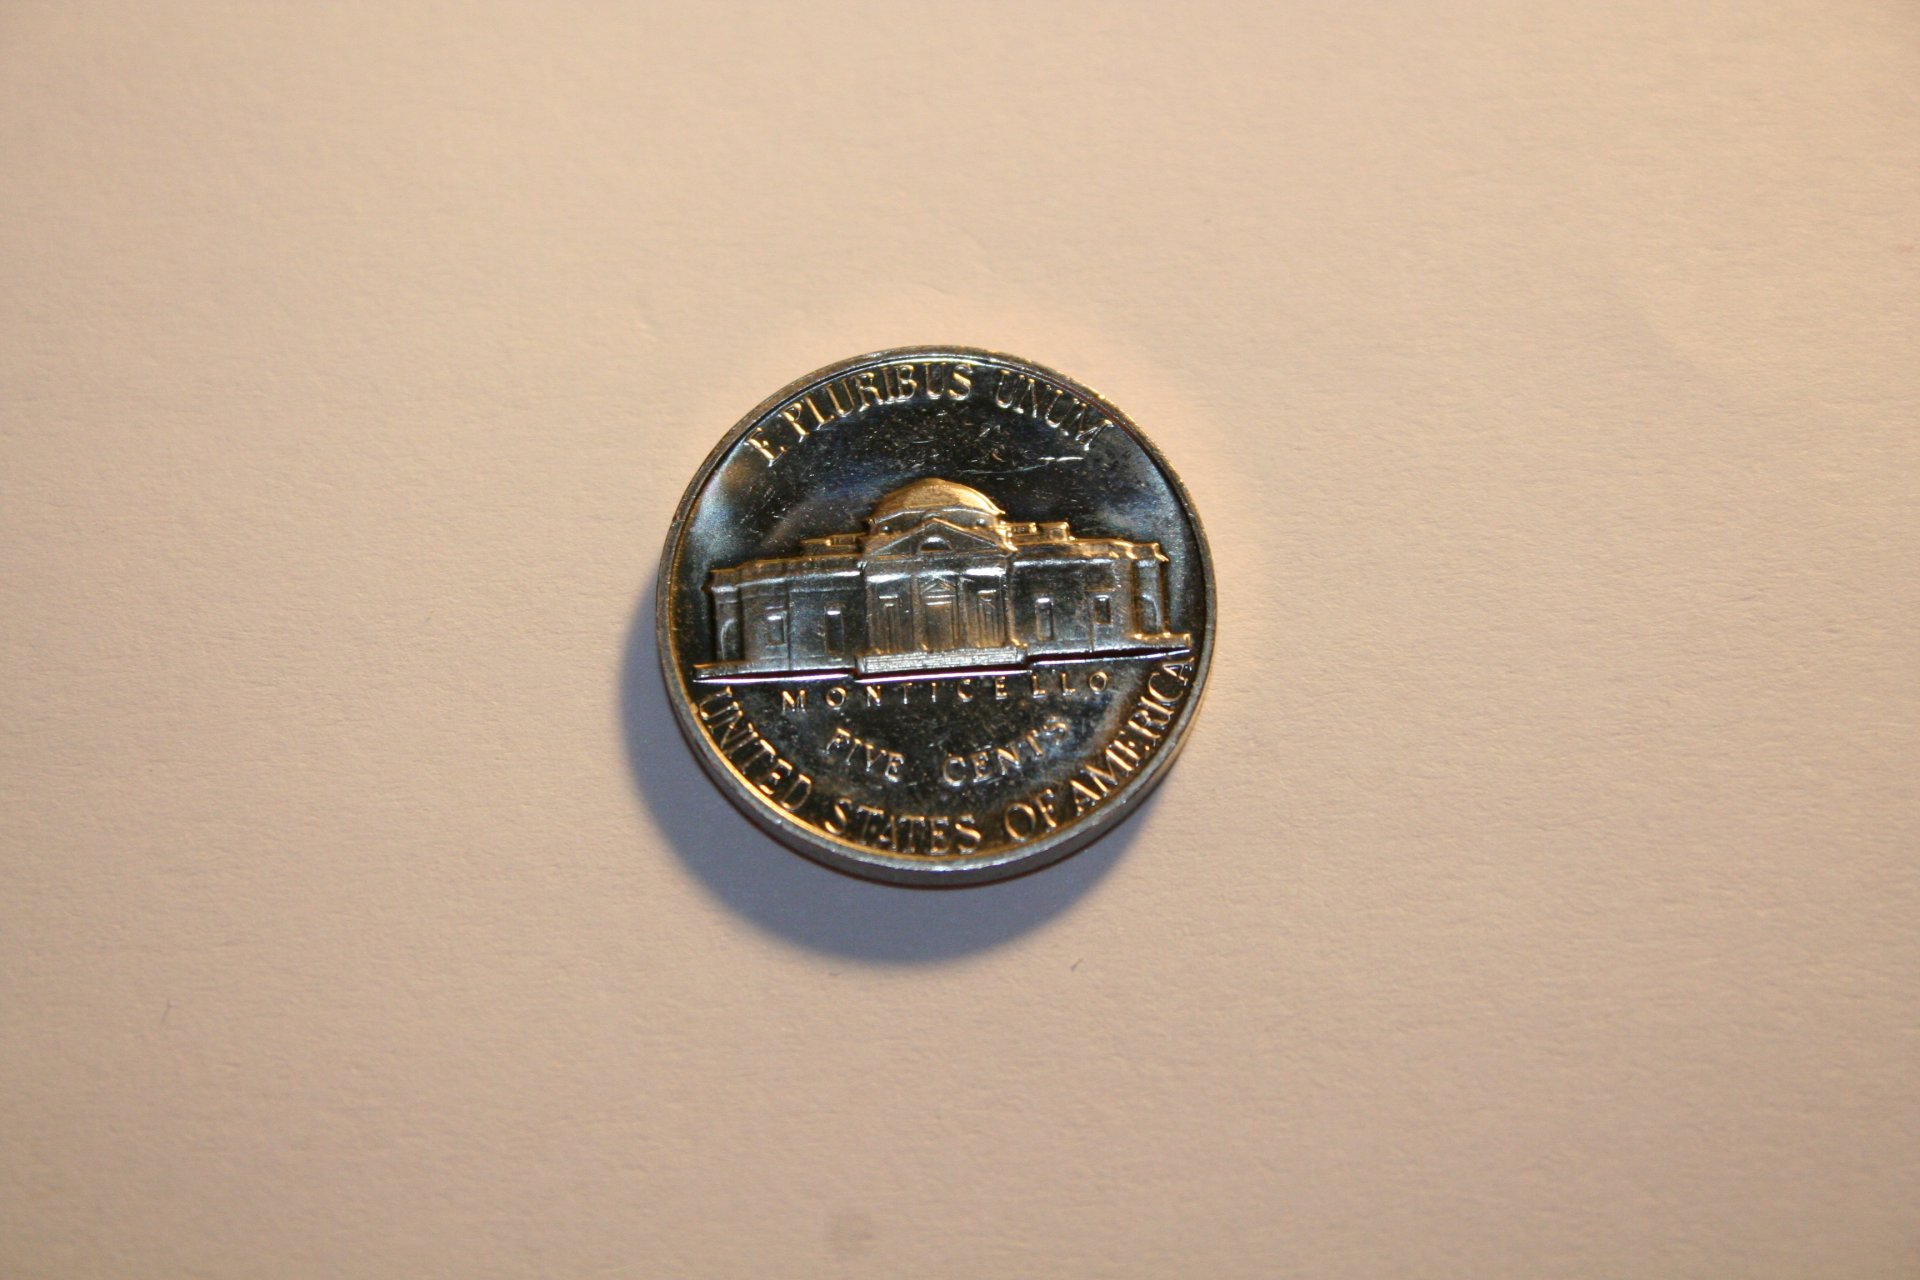 E PLURIBUS UNUM
MONTICELLO
FIVE CENTS
UNITED STATES OF AMERICA